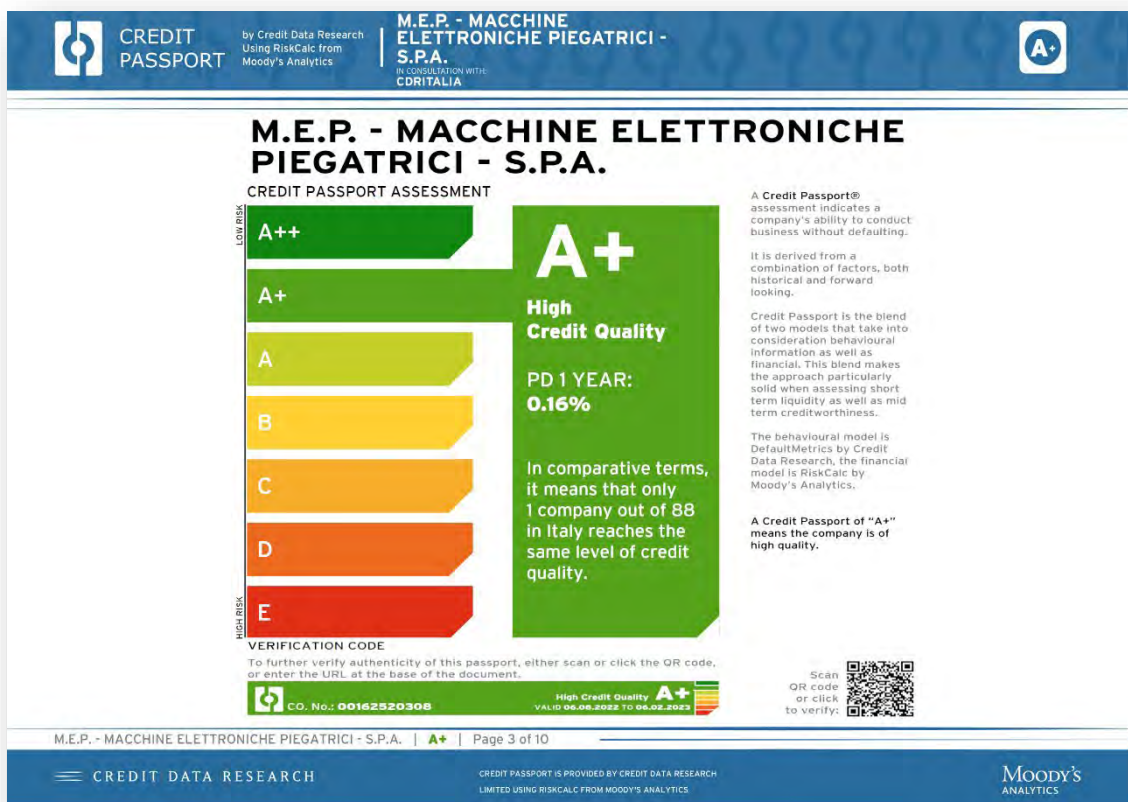 CREDIT
PASSPORT
by Credit Data Research
Using RiskCalc from
Moody's Analytics
M.E.P. - MACCHINE
ELETTRONICHE PIEGATRICI -
S.P.A.
IN CONSULTATION WITH:
CDRITALIA
A+
M.E.P. - MACCHINE ELETTRONICHE
PIEGATRICI - S.P.A.
CREDIT PASSPORT ASSESSMENT
LOW RISK
A++
A+
A
B
C
D
E
HIGH RISK
A+
High
Credit Quality
PD 1 YEAR:
0.16%
In comparative terms,
it means that only
1 company out of 88
in Italy reaches the
same level of credit
quality.
A Credit Passport®
assessment indicates a
company's ability to conduct
business without defaulting.
It is derived from a
combination of factors, both
historical and forward
looking.
Credit Passport is the blend
of two models that take into
consideration behavioural
information as well as
financial. This blend makes
the approach particularly
solid when assessing short
term liquidity as well as mid
term creditworthiness.
The behavioural model is
DefaultMetrics by Credit
Data Research, the financial
model is RiskCalc by
Moody's Analytics.
A Credit Passport of “A+”
means the company is of
high quality.
VERIFICATION CODE
To further verify authenticity of this passport, either scan or click the QR code,
or enter the URL at the base of the document.
CO. No.: 00162520308
High Credit Quality A+
VALID 06.08.2022 TO 06.02.2023
Scan
QR code
or click
to verify:
M.E.P. - MACCHINE ELETTRONICHE PIEGATRICI - S.P.A. | A+ | Page 3 of 10
CREDIT DATA RESEARCH
CREDIT PASSPORT IS PROVIDED BY CREDIT DATA RESEARCH
LIMITED USING RISKCALC FROM MOODY'S ANALYTICS
MOODY'S
ANALYTICS